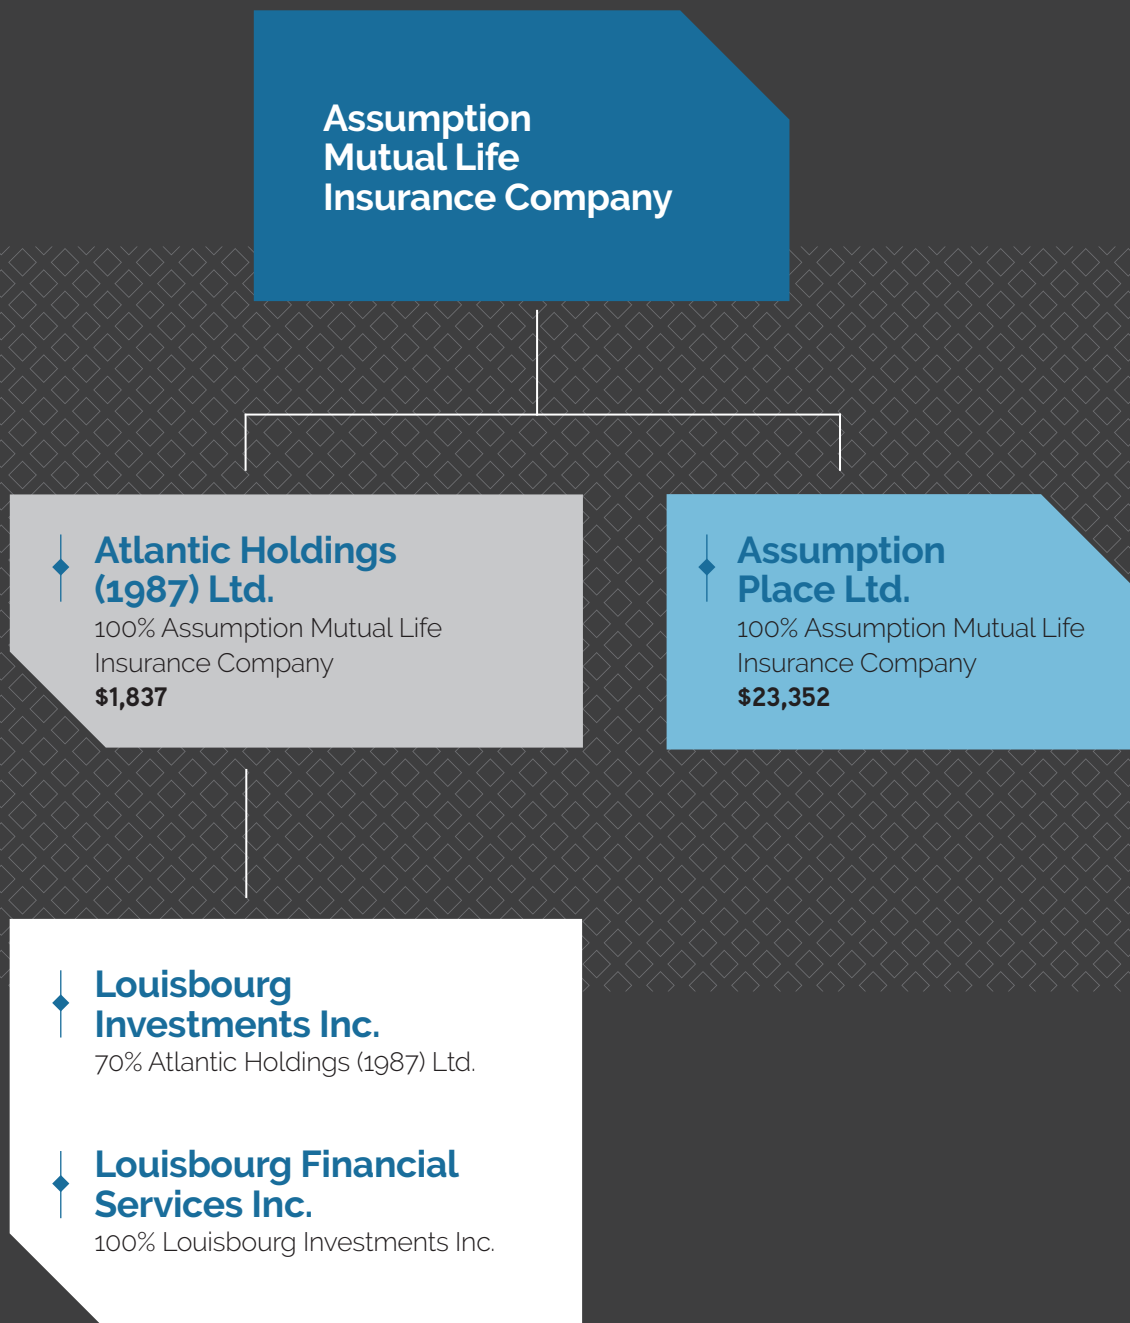 Assumption
Mutual Life
Insurance Company
Atlantic Holdings
(1987) Ltd.
100% Assumption Mutual Life
Insurance Company
$1,837
Assumption
Place Ltd.
100% Assumption Mutual Life
Insurance Company
$23,352
Louisbourg
Investments Inc.
70% Atlantic Holdings (1987) Ltd.
Louisbourg Financial
Services Inc.
100% Louisbourg Investments Inc.